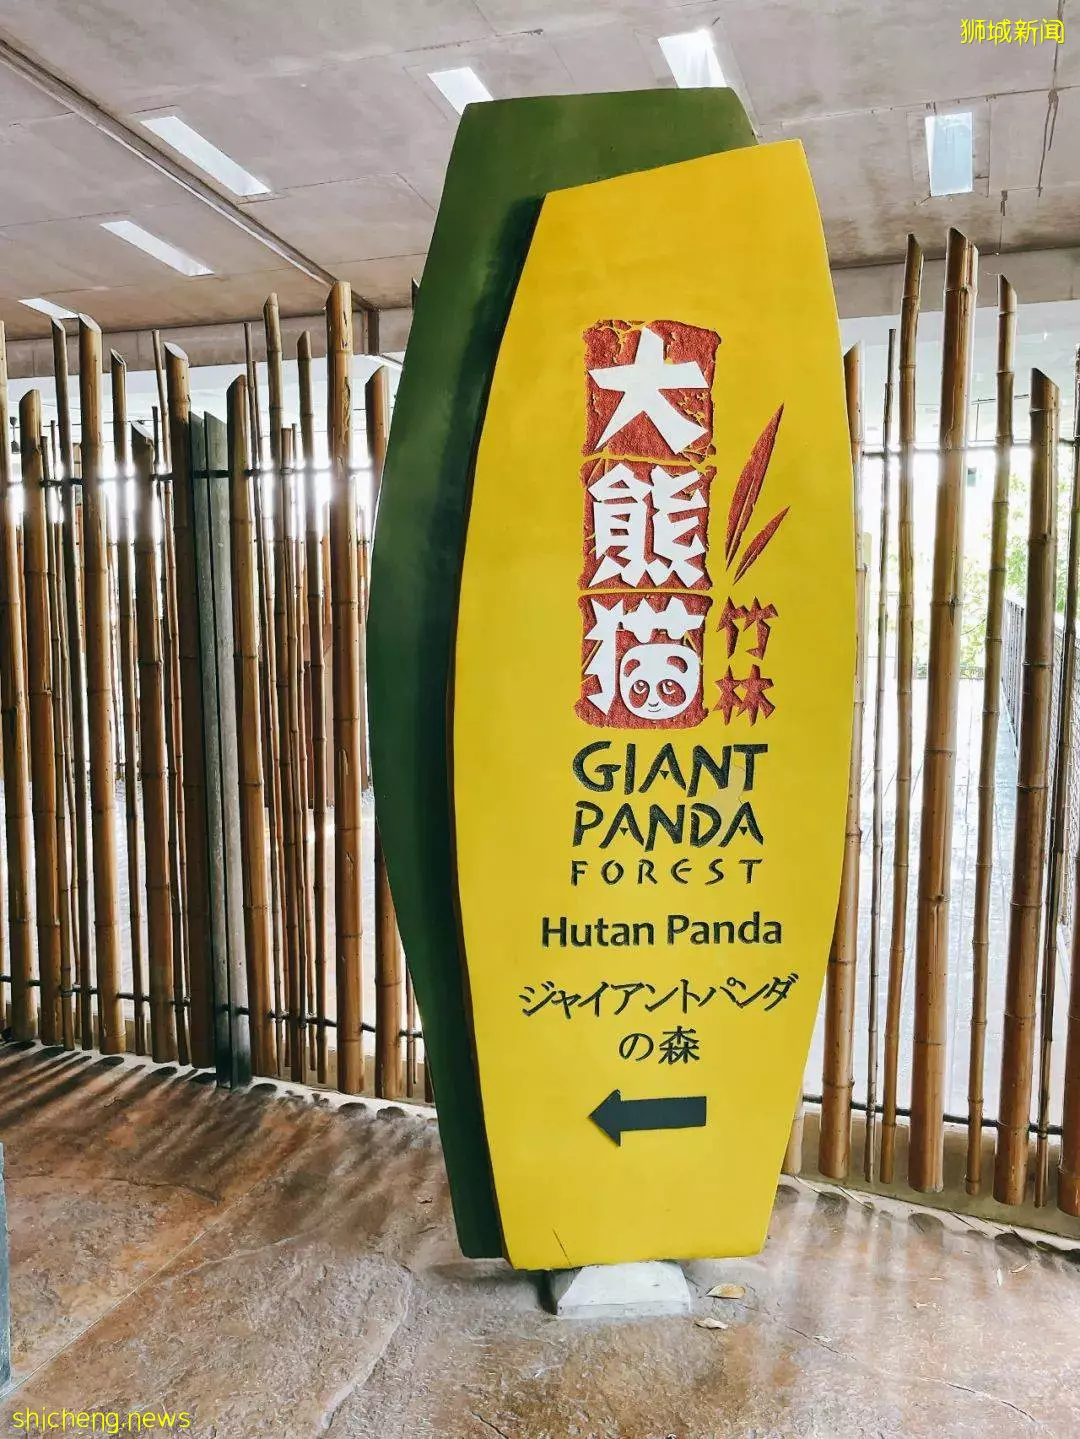 狮城新闻
大熊猫
竹林
GIANT
PANDA
FOREST
Hutan Panda
ジャイアントパンダ
の森
shicheng.news